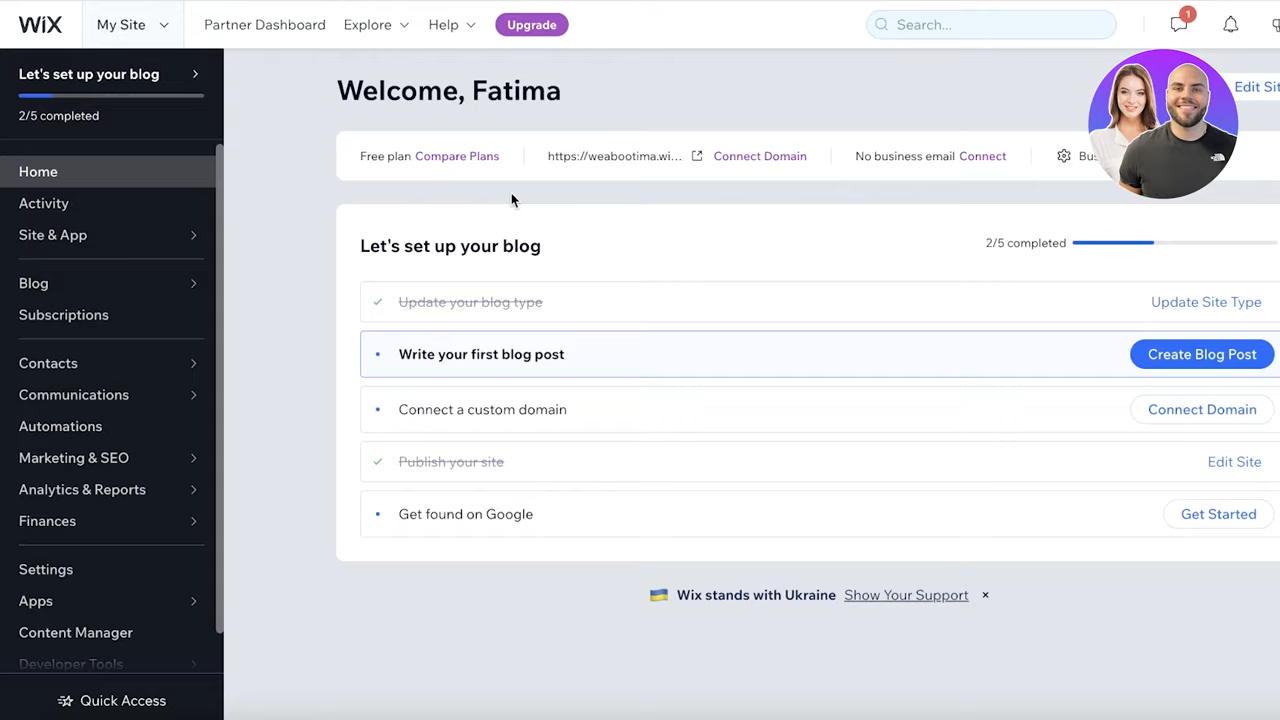 WIX My Site Partner Dashboard Explore Help Upgrade Search... 1
Let's set up your blog
2/5 completed
Home
Activity
Site & App
Blog
Subscriptions
Contacts
Communications
Automations
Marketing & SEO
Analytics & Reports
Finances
Settings
Apps
Content Manager
Developer Tools
Quick Access
Welcome, Fatima
Edit Sit
Free plan Compare Plans https://weabootima.wi... Connect Domain No business email Connect Bus
Let's set up your blog 2/5 completed
Update your blog type Update Site Type
Write your first blog post Create Blog Post
Connect a custom domain Connect Domain
Publish your site Edit Site
Get found on Google Get Started
Wix stands with Ukraine Show Your Support ×